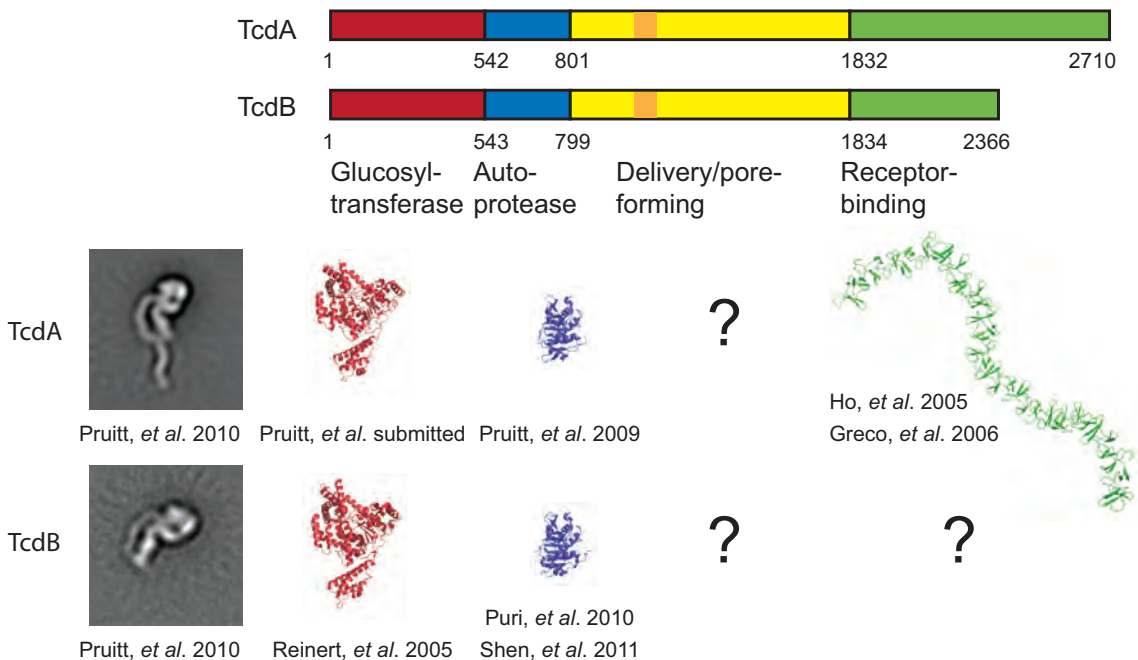 TcdA
1 542 801 1832 2710
TcdB
1 543 799 1834 2366
Glucosyl-
transferase
Auto-
protease
Delivery/pore-
forming
Receptor-
binding
TcdA
?
Ho, et al. 2005
Greco, et al. 2006
Pruitt, et al. 2010
Pruitt, et al. submitted
Pruitt, et al. 2009
TcdB
?
?
Pruitt, et al. 2010
Reinert, et al. 2005
Puri, et al. 2010
Shen, et al. 2011